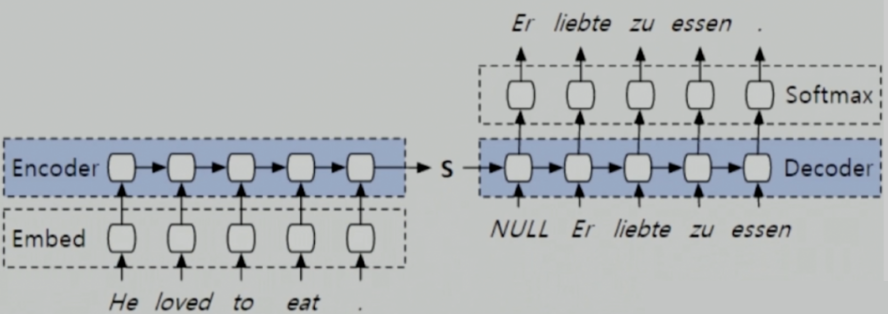 Er liebte zu essen .
Softmax
Encoder
S
Decoder
NULL Er liebte zu essen
Embed
He loved to eat .